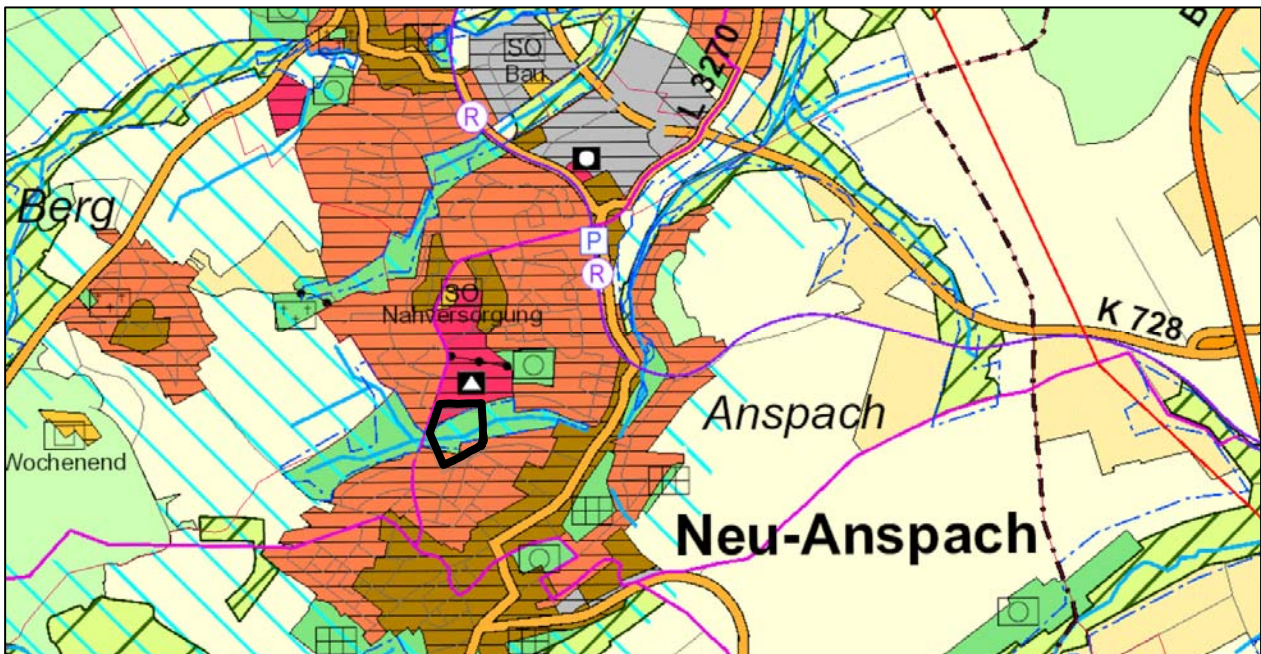 SO
Bau
L 3270
B
R
Berg
P
R
SO
Nahversorgung
K 728
Anspach
Wochenend
Neu-Anspach